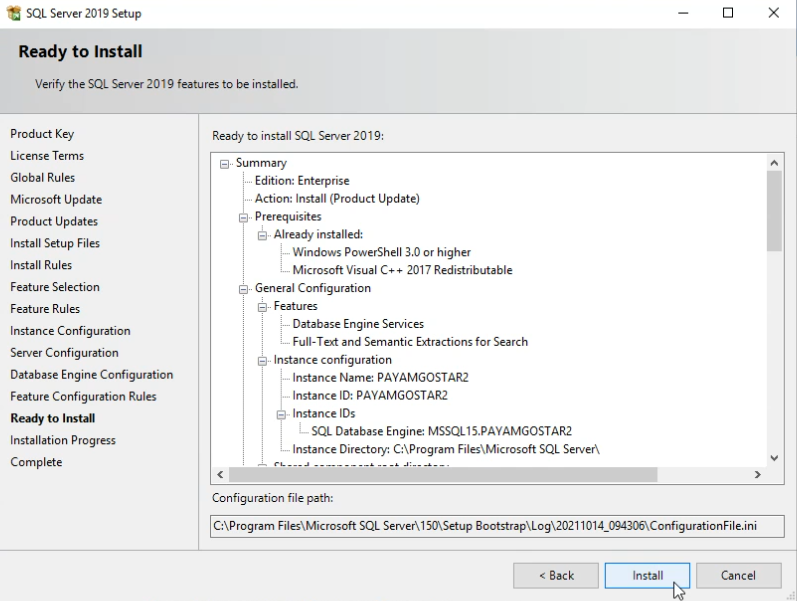 SQL Server 2019 Setup
Ready to Install
Verify the SQL Server 2019 features to be installed.
Product Key
License Terms
Global Rules
Microsoft Update
Product Updates
Install Setup Files
Install Rules
Feature Selection
Feature Rules
Instance Configuration
Server Configuration
Database Engine Configuration
Feature Configuration Rules
Ready to Install
Installation Progress
Complete
Ready to install SQL Server 2019:
Summary
Edition: Enterprise
Action: Install (Product Update)
Prerequisites
Already installed:
Windows PowerShell 3.0 or higher
Microsoft Visual C++ 2017 Redistributable
General Configuration
Features
Database Engine Services
Full-Text and Semantic Extractions for Search
Instance configuration
Instance Name: PAYAMGOSTAR2
Instance ID: PAYAMGOSTAR2
Instance IDs
SQL Database Engine: MSSQL15.PAYAMGOSTAR2
Instance Directory: C:\Program Files\Microsoft SQL Server\
Shared component root directory
Configuration file path:
C:\Program Files\Microsoft SQL Server\150\Setup Bootstrap\Log\20211014_094306\ConfigurationFile.ini
< Back
Install
Cancel